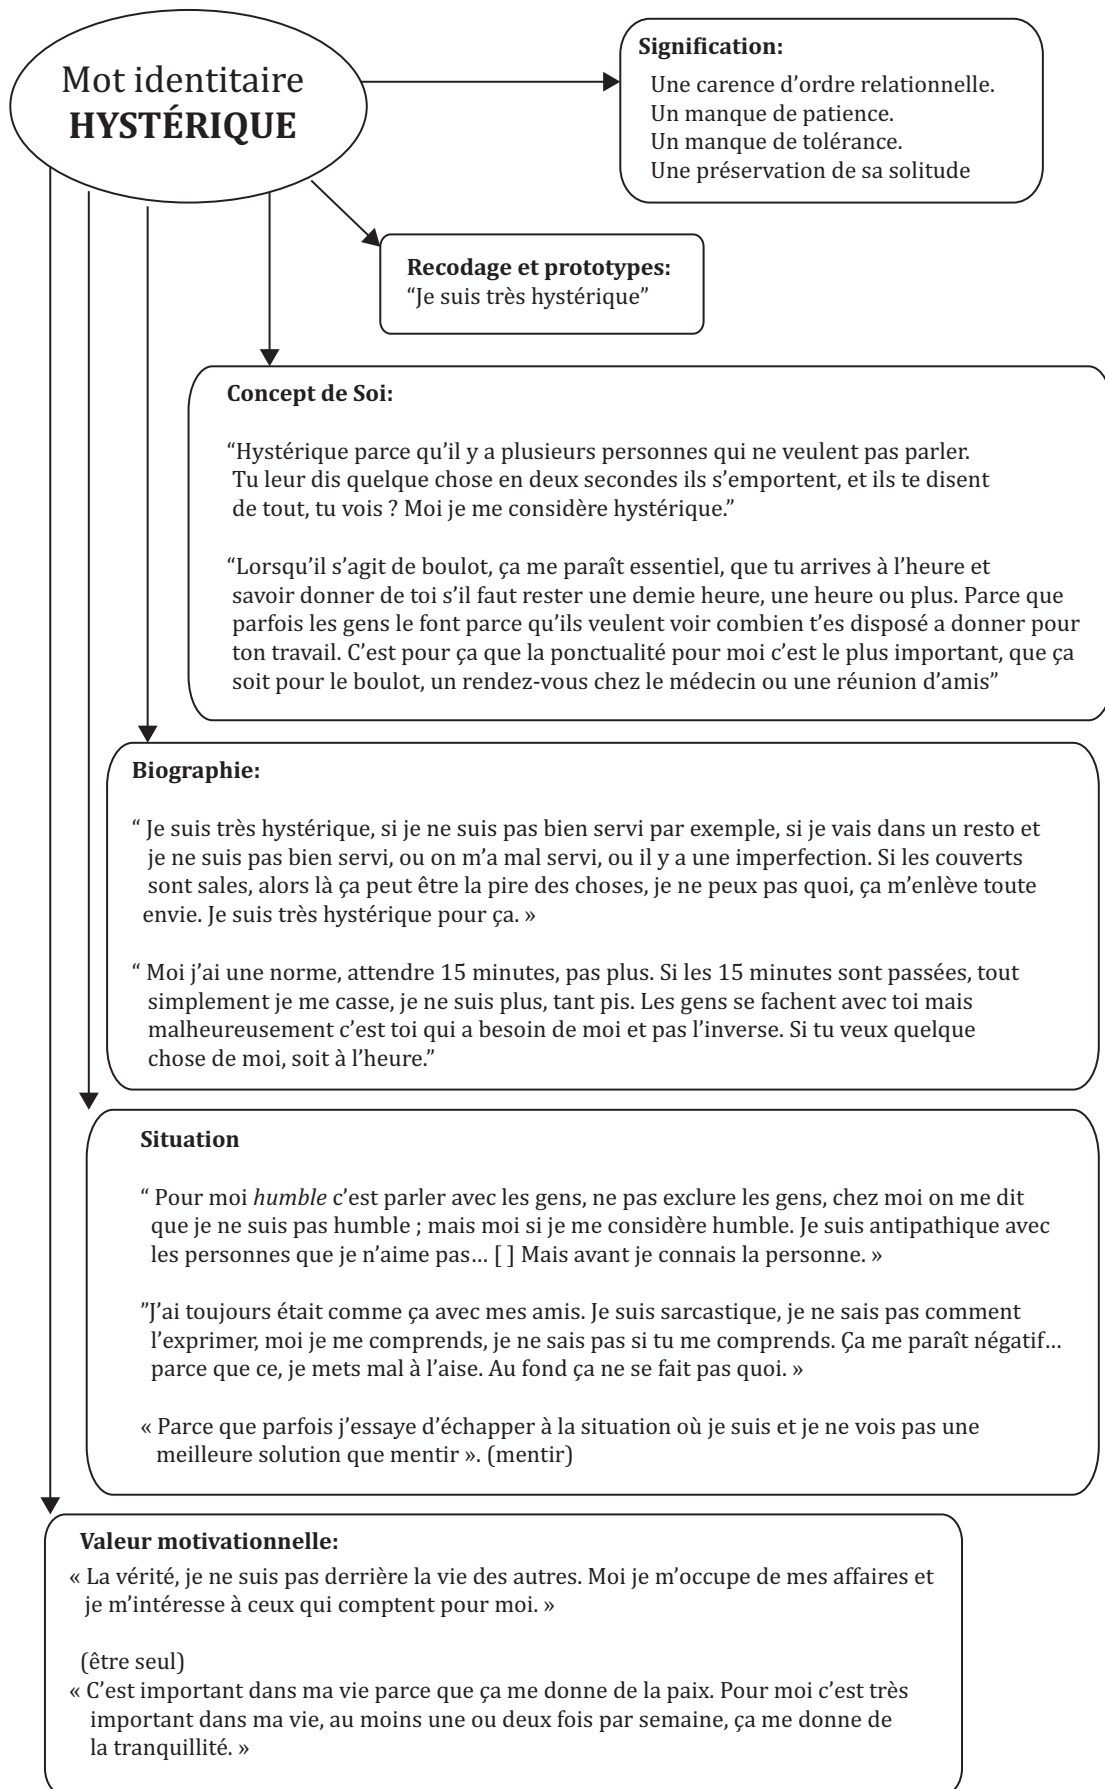 Mot identitaire
HYSTÉRIQUE
Signification:
Une carence d’ordre relationnelle.
Un manque de patience.
Un manque de tolérance.
Une préservation de sa solitude
Recodage et prototypes:
“Je suis très hystérique”
Concept de Soi:
“Hystérique parce qu’il y a plusieurs personnes qui ne veulent pas parler.
Tu leur dis quelque chose en deux secondes ils s’emportent, et ils te disent
de tout, tu vois ? Moi je me considère hystérique.”
“Lorsqu’il s’agit de boulot, ça me paraît essentiel, que tu arrives à l’heure et
savoir donner de toi s’il faut rester une demie heure, une heure ou plus. Parce que
parfois les gens le font parce qu’ils veulent voir combien t’es disposé a donner pour
ton travail. C’est pour ça que la ponctualité pour moi c’est le plus important, que ça
soit pour le boulot, un rendez-vous chez le médecin ou une réunion d’amis”
Biographie:
“ Je suis très hystérique, si je ne suis pas bien servi par exemple, si je vais dans un resto et
je ne suis pas bien servi, ou on m’a mal servi, ou il y a une imperfection. Si les couverts
sont sales, alors là ça peut être la pire des choses, je ne peux pas quoi, ça m’enlève toute
envie. Je suis très hystérique pour ça. »
“ Moi j’ai une norme, attendre 15 minutes, pas plus. Si les 15 minutes sont passées, tout
simplement je me casse, je ne suis plus, tant pis. Les gens se fachent avec toi mais
malheureusement c’est toi qui a besoin de moi et pas l’inverse. Si tu veux quelque
chose de moi, soit à l’heure.”
Situation
“ Pour moi humble c’est parler avec les gens, ne pas exclure les gens, chez moi on me dit
que je ne suis pas humble ; mais moi si je me considère humble. Je suis antipathique avec
les personnes que je n’aime pas… [ ] Mais avant je connais la personne. »
”J’ai toujours était comme ça avec mes amis. Je suis sarcastique, je ne sais pas comment
l’exprimer, moi je me comprends, je ne sais pas si tu me comprends. Ça me paraît négatif…
parce que ce, je mets mal à l’aise. Au fond ça ne se fait pas quoi. »
« Parce que parfois j’essaye d’échapper à la situation où je suis et je ne vois pas une
meilleure solution que mentir ». (mentir)
Valeur motivationnelle:
« La vérité, je ne suis pas derrière la vie des autres. Moi je m’occupe de mes affaires et
je m’intéresse à ceux qui comptent pour moi. »
(être seul)
« C’est important dans ma vie parce que ça me donne de la paix. Pour moi c’est très
important dans ma vie, au moins une ou deux fois par semaine, ça me donne de
la tranquillité. »